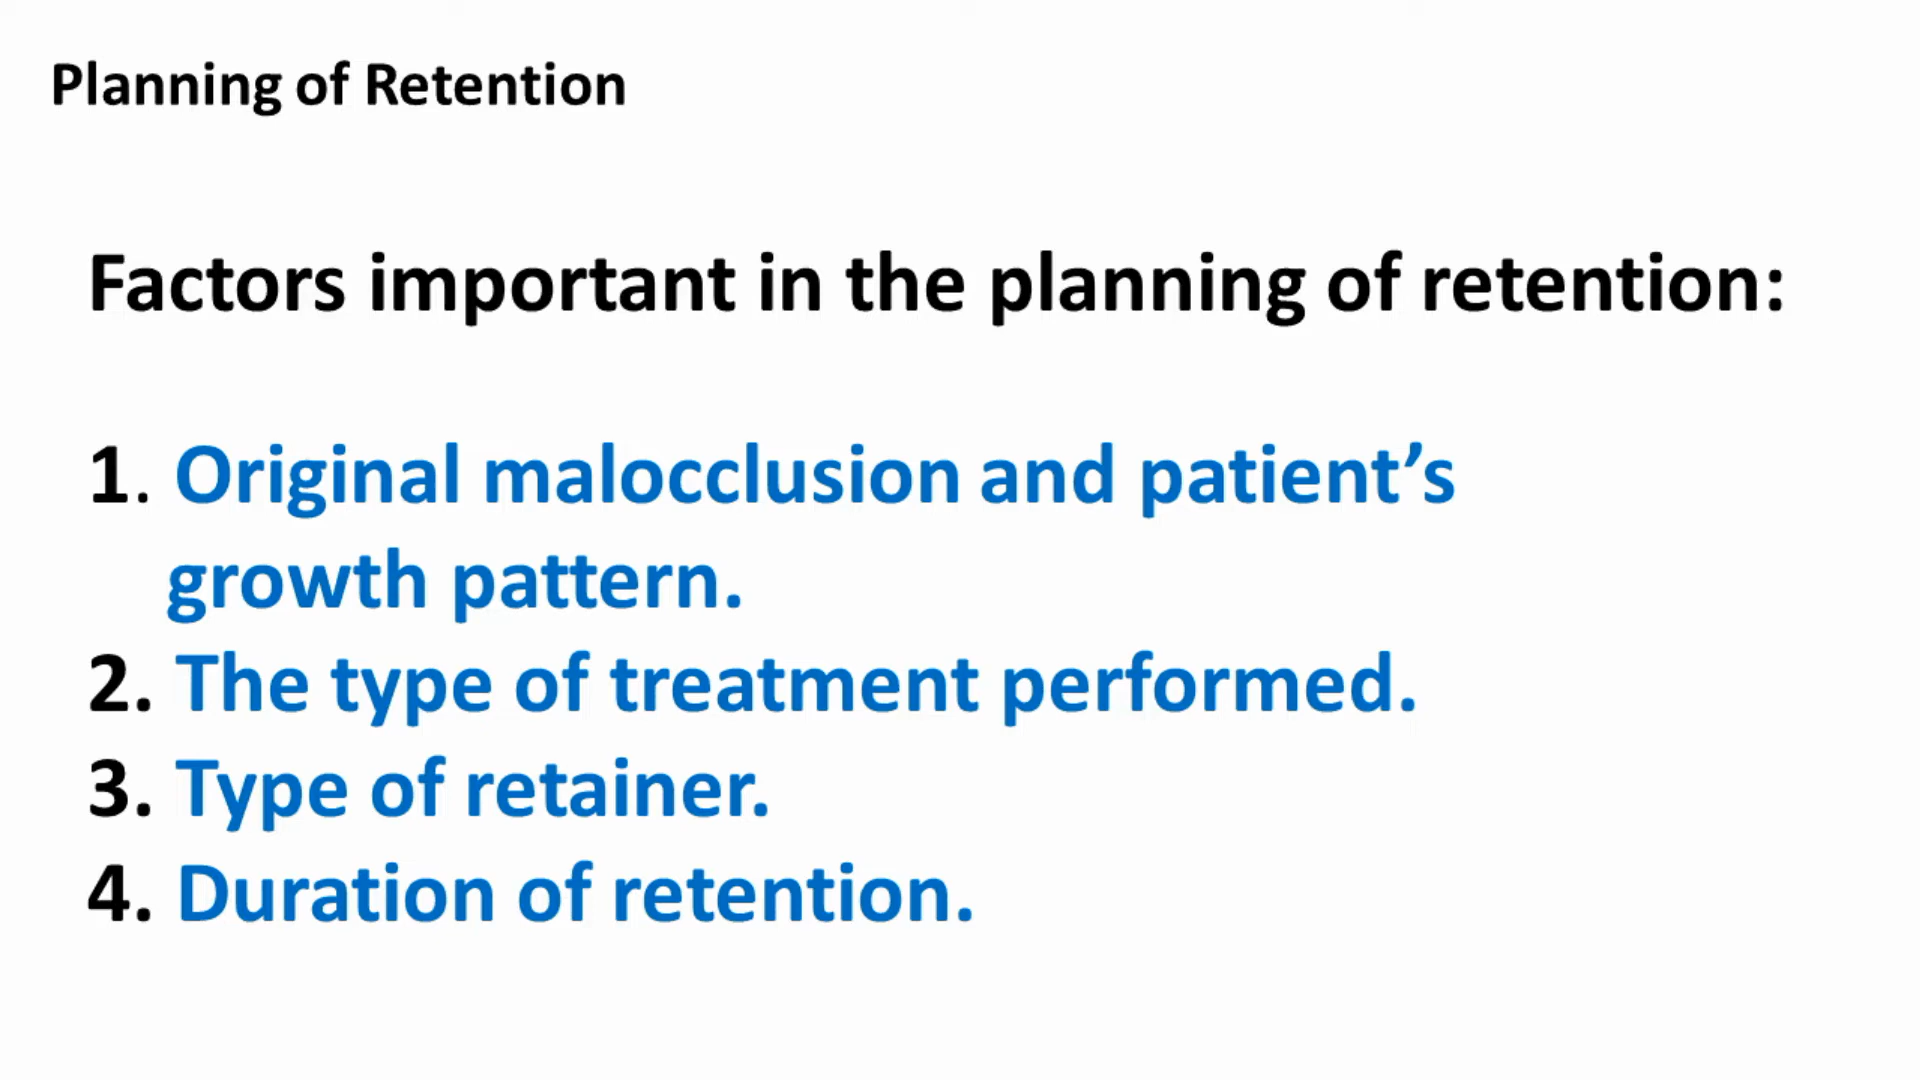 Planning of Retention
Factors important in the planning of retention:
1. Original malocclusion and patient’s
growth pattern.
2. The type of treatment performed.
3. Type of retainer.
4. Duration of retention.